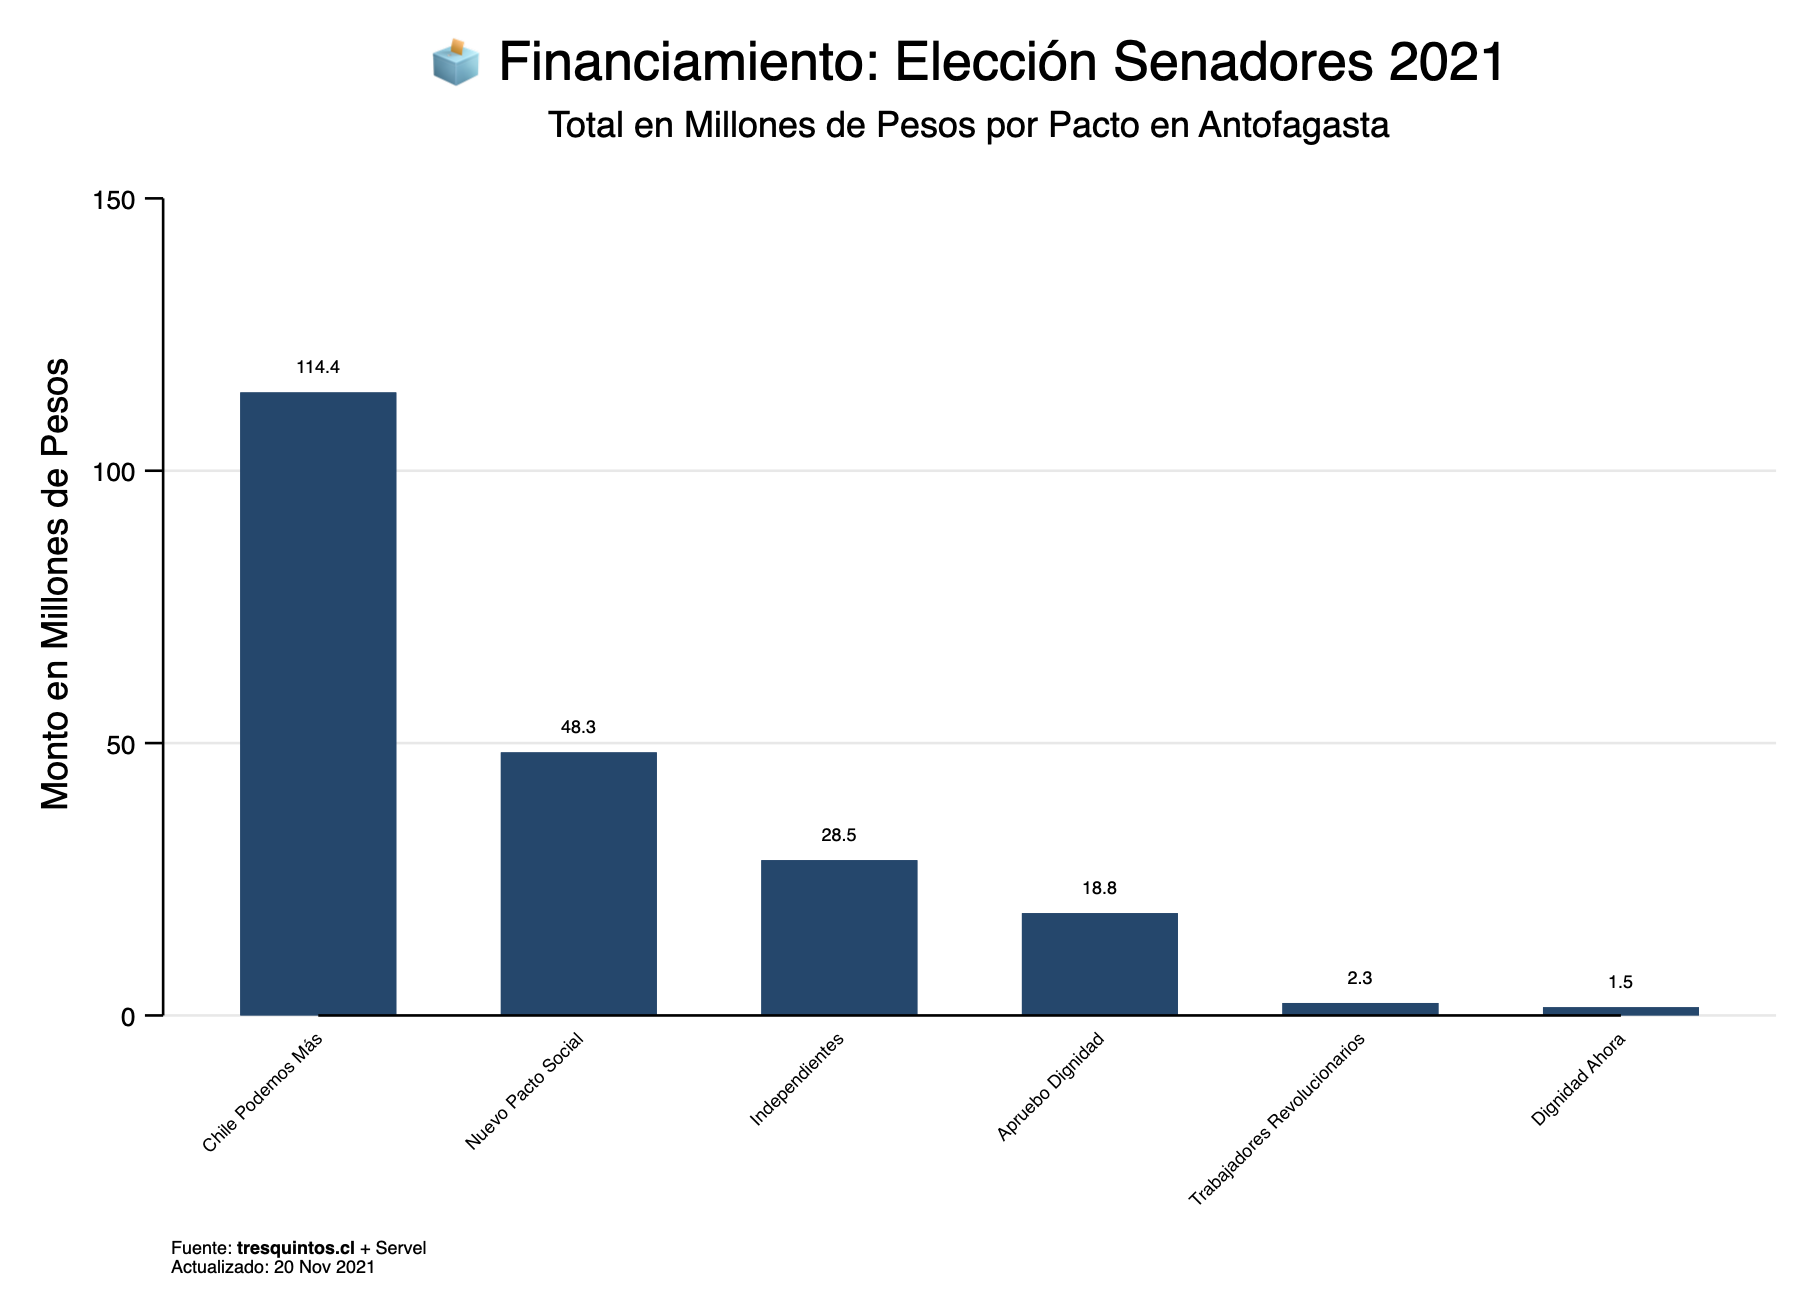 Financiamiento: Elección Senadores 2021
Total en Millones de Pesos por Pacto en Antofagasta
Monto en Millones de Pesos
150
100
50
0
114.4
48.3
28.5
18.8
2.3
1.5
Chile Podemos Más
Nuevo Pacto Social
Independientes
Apruebo Dignidad
Trabajadores Revolucionarios
Dignidad Ahora
Fuente: tresquintos.cl + Servel
Actualizado: 20 Nov 2021